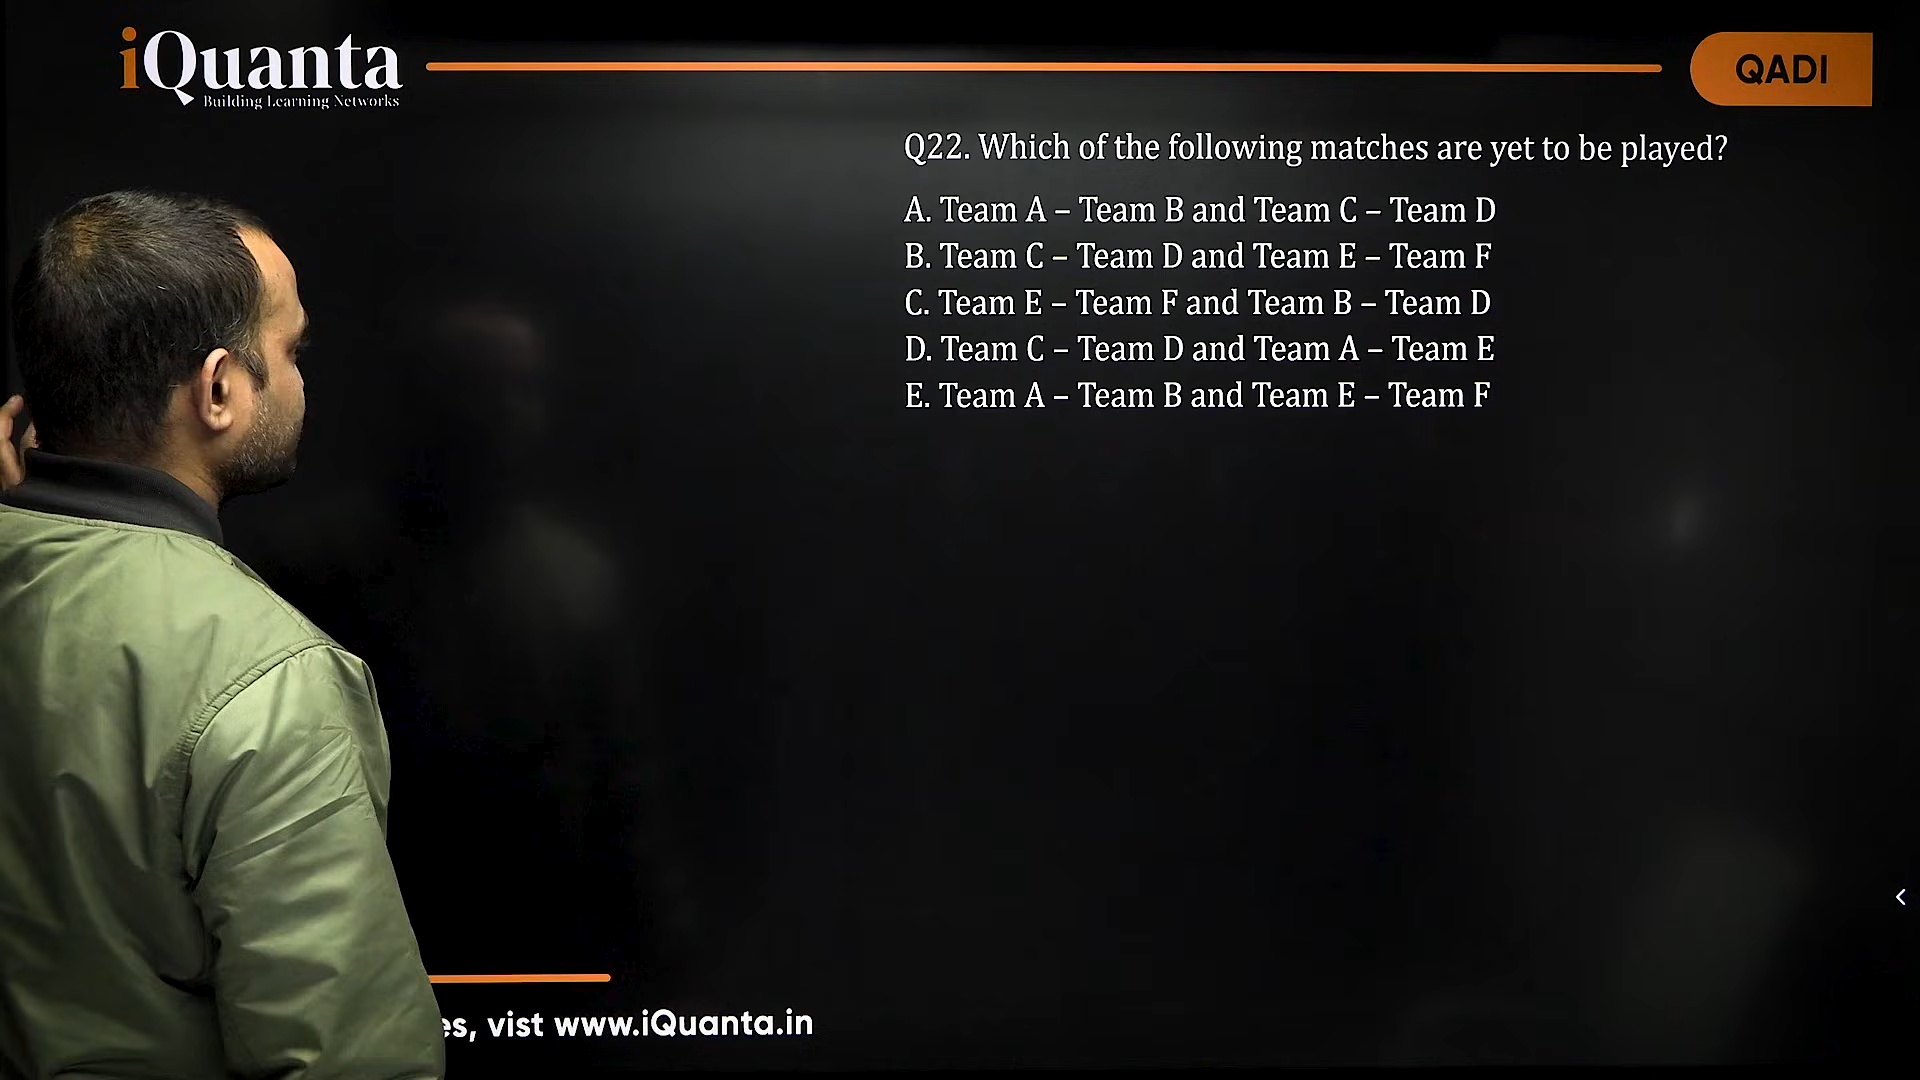 iQuanta
Building Learning Networks
QADI
Q22. Which of the following matches are yet to be played?
A. Team A – Team B and Team C – Team D
B. Team C – Team D and Team E – Team F
C. Team E – Team F and Team B – Team D
D. Team C – Team D and Team A – Team E
E. Team A – Team B and Team E – Team F
vist www.iQuanta.in